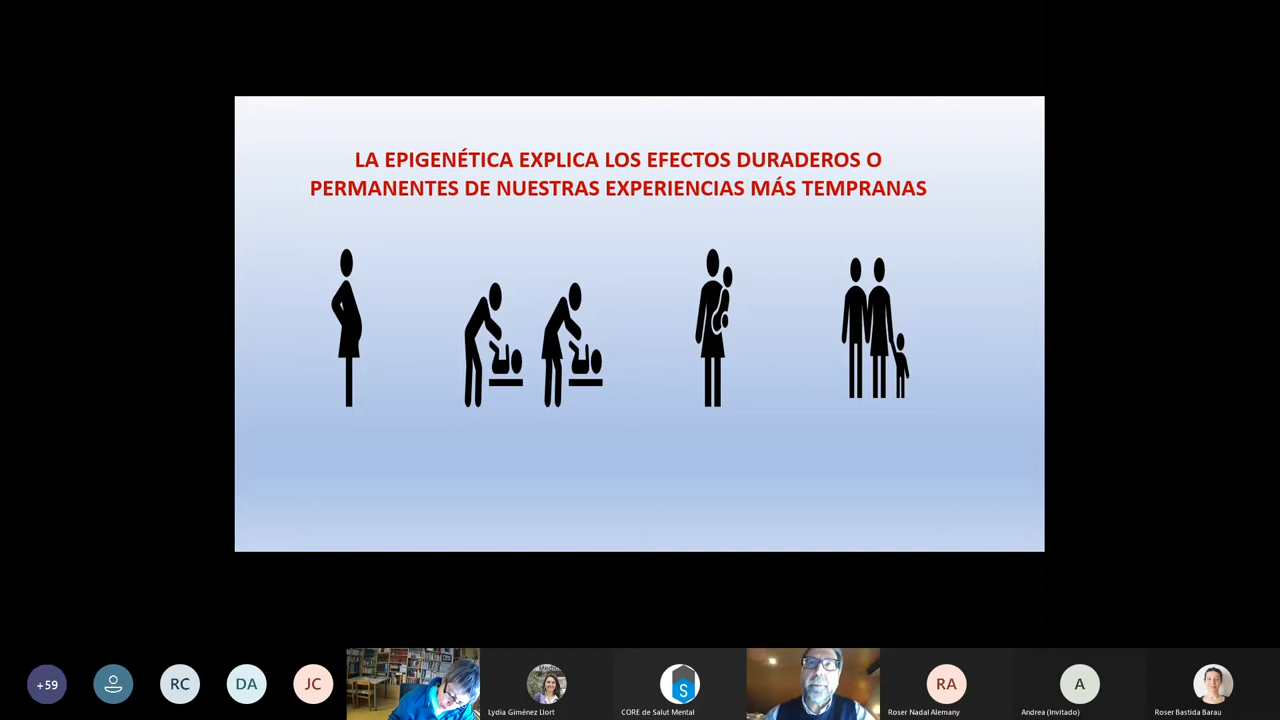 LA EPIGENÉTICA EXPLICA LOS EFECTOS DURADEROS O
PERMANENTES DE NUESTRAS EXPERIENCIAS MÁS TEMPRANAS
+59
RC
DA
JC
Lydia Giménez Llort
S
CORE de Salut Mental
RA
Roser Nadal Alemany
A
Andrea (Invitado)
Roser Bastida Barau